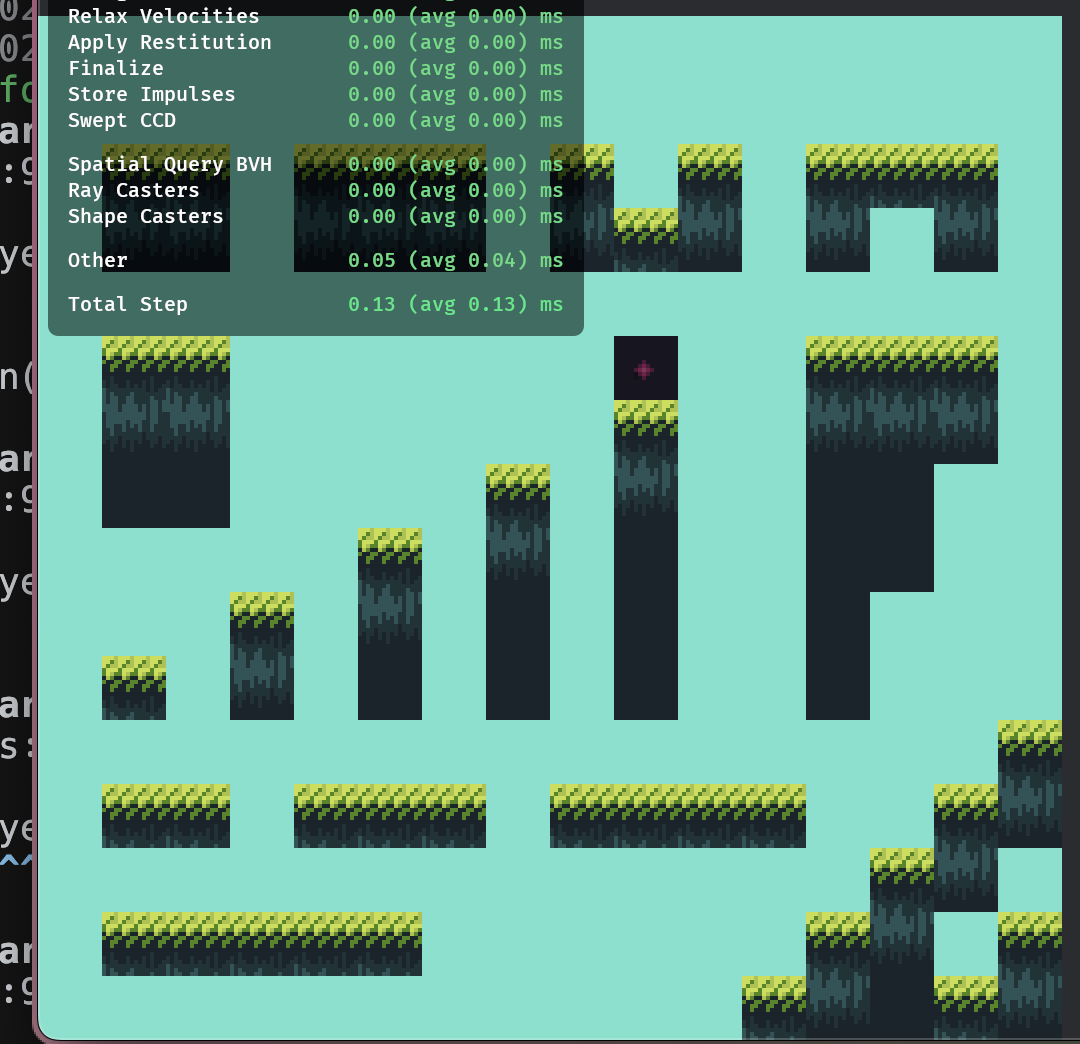 Relax Velocities 0.00 (avg 0.00) ms
Apply Restitution 0.00 (avg 0.00) ms
Finalize 0.00 (avg 0.00) ms
Store Impulses 0.00 (avg 0.00) ms
Swept CCD 0.00 (avg 0.00) ms
Spatial Query BVH 0.00 (avg 0.00) ms
Ray Casters 0.00 (avg 0.00) ms
Shape Casters 0.00 (avg 0.00) ms
Other 0.05 (avg 0.04) ms
Total Step 0.13 (avg 0.13) ms